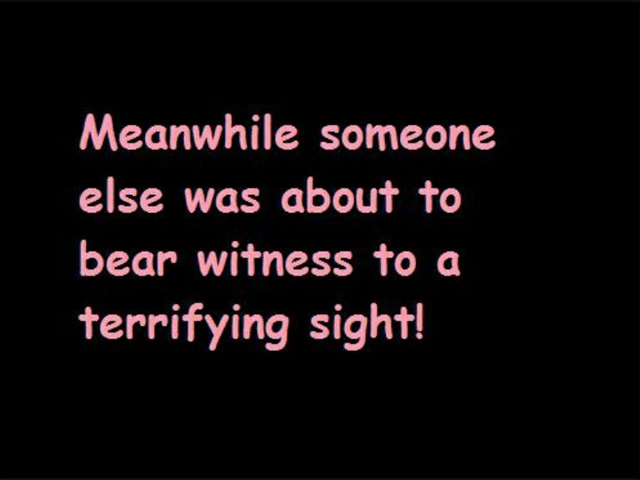 Meanwhile someone
else was about to
bear witness to a
terrifying sight!